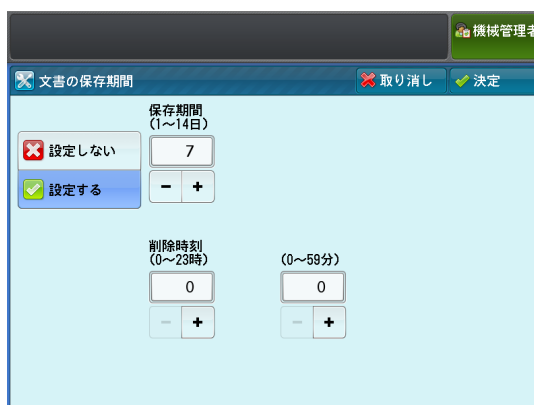 機械管理者
文書の保存期間
取り消し
決定
保存期間
(1～14日)
設定しない
7
設定する
－ ＋
削除時刻
(0～23時)
(0～59分)
0
0
－ ＋
－ ＋